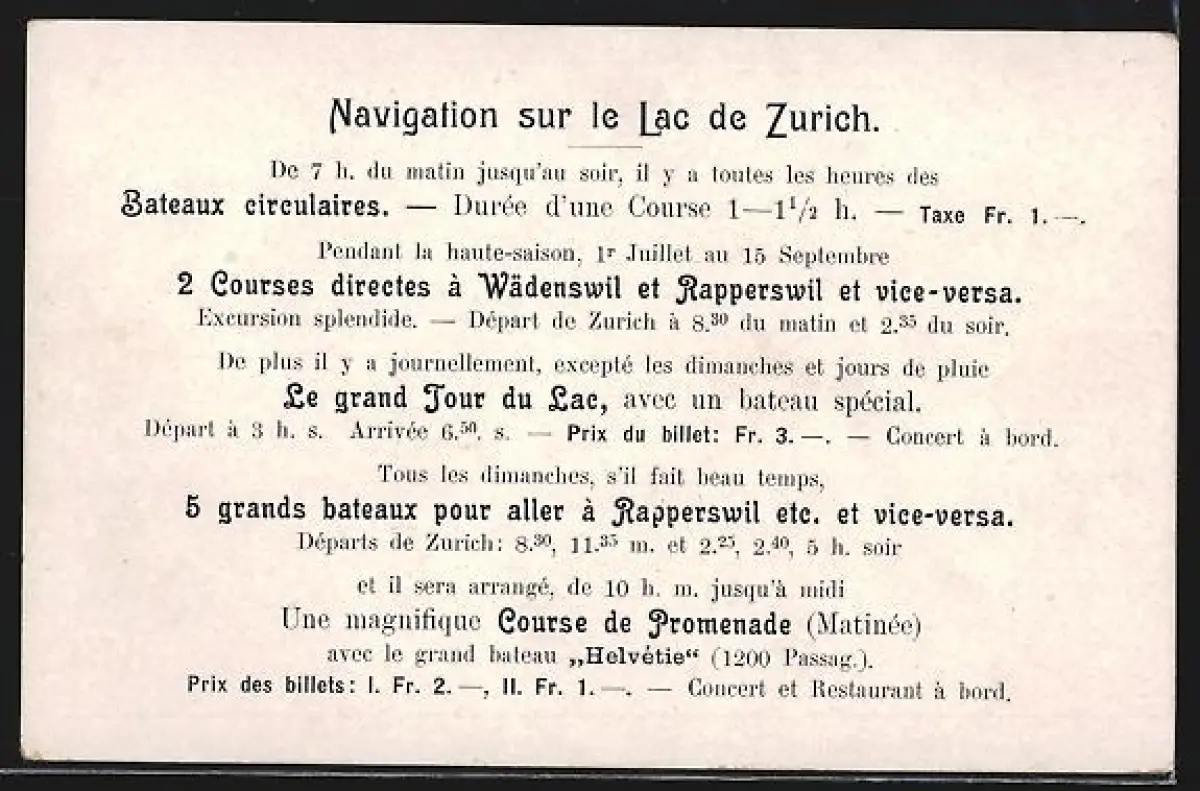 Navigation sur le Lac de Zurich.
De 7 h. du matin jusqu'au soir, il y a toutes les heures des
Bateaux circulaires. — Durée d'une Course 1—1½ h. — Taxe Fr. 1. —.
Pendant la haute-saison, 1ʳ Juillet au 15 Septembre
2 Courses directes à Wädenswil et Rapperswil et vice-versa.
Excursion splendide. — Départ de Zurich à 8.³⁰ du matin et 2.³⁵ du soir.
De plus il y a journellement, excepté les dimanches et jours de pluie
Le grand Tour du Lac, avec un bateau spécial.
Départ à 3 h. s. Arrivée 6.⁵⁰. s. — Prix du billet: Fr. 3. —. — Concert à bord.
Tous les dimanches, s'il fait beau temps,
5 grands bateaux pour aller à Rapperswil etc. et vice-versa.
Départs de Zurich: 8.³⁰, 11.³⁵ m. et 2.²⁵, 2.⁴⁰, 5 h. soir
et il sera arrangé, de 10 h. m. jusqu'à midi
Une magnifique Course de Promenade (Matinée)
avec le grand bateau „Helvétie“ (1200 Passag.).
Prix des billets: I. Fr. 2. —, II. Fr. 1. —. — Concert et Restaurant à bord.